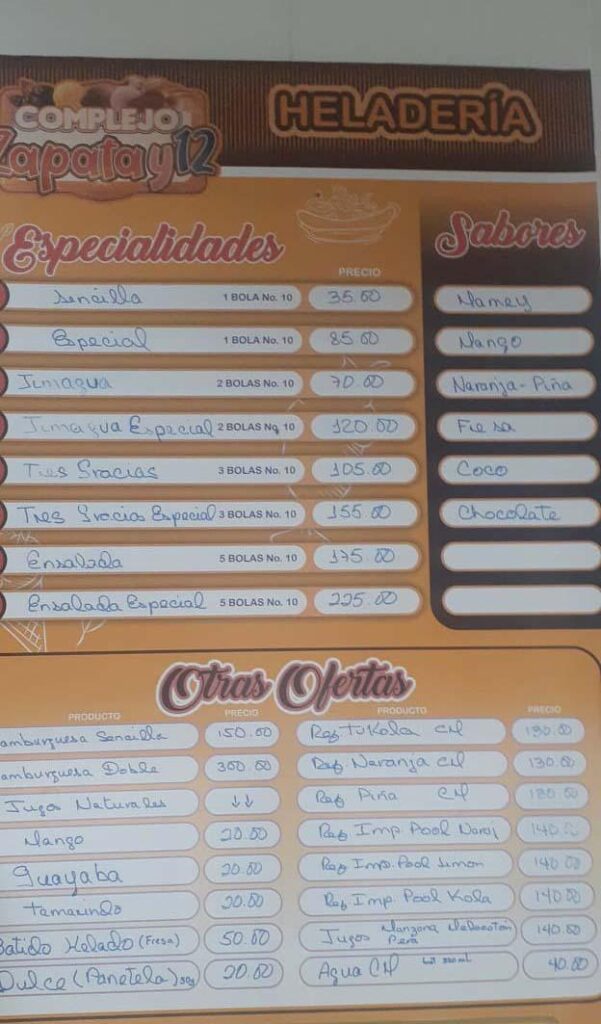 COMPLEJO
Zapata y 12
HELADERÍA
Especialidades
PRECIO
Sencilla 1 BOLA No. 10 35.00
Especial 1 BOLA No. 10 85.00
Jimagua 2 BOLAS No. 10 70.00
Jimagua Especial 2 BOLAS No. 10 120.00
Tres Gracias 3 BOLAS No. 10 105.00
Tres Gracias Especial 3 BOLAS No. 10 155.00
Ensalada 5 BOLAS No. 10 175.00
Ensalada Especial 5 BOLAS No. 10 225.00
Sabores
Mamey
Mango
Naranja-Piña
Fresa
Coco
Chocolate
Otras Ofertas
PRODUCTO PRECIO
amburguesa Sencilla 150.00
amburguesa Doble 300.00
Jugos Naturales ↓↓
Mango 20.00
guayaba 20.00
Tamarindo 20.00
Batido Helado (Fresa) 50.00
Dulce (Panetela) 20.00
PRODUCTO PRECIO
Ref TuKola CN
Ref. Naranja CN 130.00
Ref Piña CN
Ref Imp Pool Naraj 140.00
Ref Imp. Pool Limon 140.00
Ref Imp. Pool Kola 140.00
Jugos Manzana Melocotón Pera 140.00
Agua CN 40.00